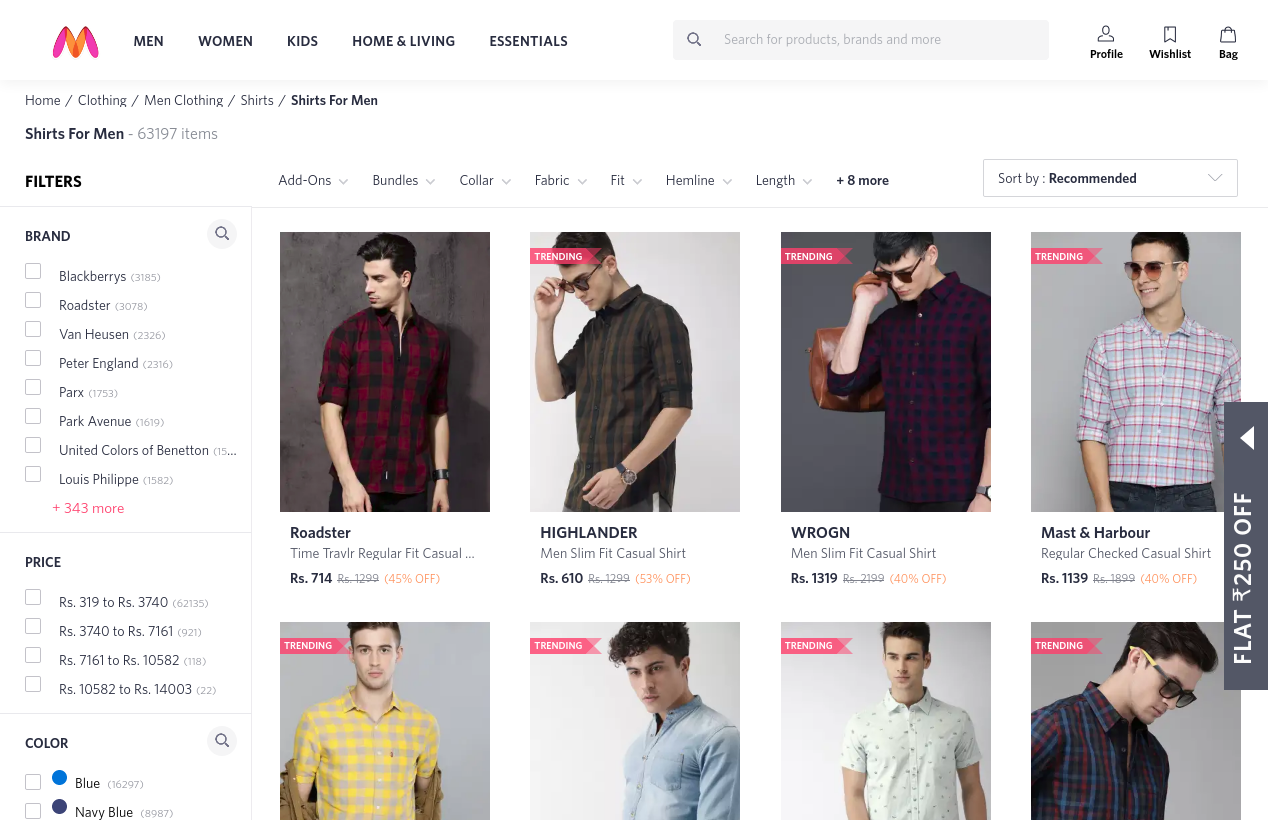 MEN WOMEN KIDS HOME & LIVING ESSENTIALS
Search for products, brands and more
Profile Wishlist Bag
Home / Clothing / Men Clothing / Shirts / Shirts For Men
Shirts For Men - 63197 items
FILTERS
Add-Ons Bundles Collar Fabric Fit Hemline Length + 8 more
Sort by : Recommended
BRAND
Blackberrys (3185)
Roadster (3078)
Van Heusen (2326)
Peter England (2316)
Parx (1753)
Park Avenue (1619)
United Colors of Benetton (15...
Louis Philippe (1582)
+ 343 more
PRICE
Rs. 319 to Rs. 3740 (62135)
Rs. 3740 to Rs. 7161 (921)
Rs. 7161 to Rs. 10582 (118)
Rs. 10582 to Rs. 14003 (22)
COLOR
Blue (16297)
Navy Blue (8987)
Roadster
Time Travlr Regular Fit Casual ...
Rs. 714 Rs. 1299 (45% OFF)
TRENDING
HIGHLANDER
Men Slim Fit Casual Shirt
Rs. 610 Rs. 1299 (53% OFF)
TRENDING
WROGN
Men Slim Fit Casual Shirt
Rs. 1319 Rs. 2199 (40% OFF)
TRENDING
Mast & Harbour
Regular Checked Casual Shirt
Rs. 1139 Rs. 1899 (40% OFF)
TRENDING
TRENDING
TRENDING
TRENDING
FLAT ₹250 OFF